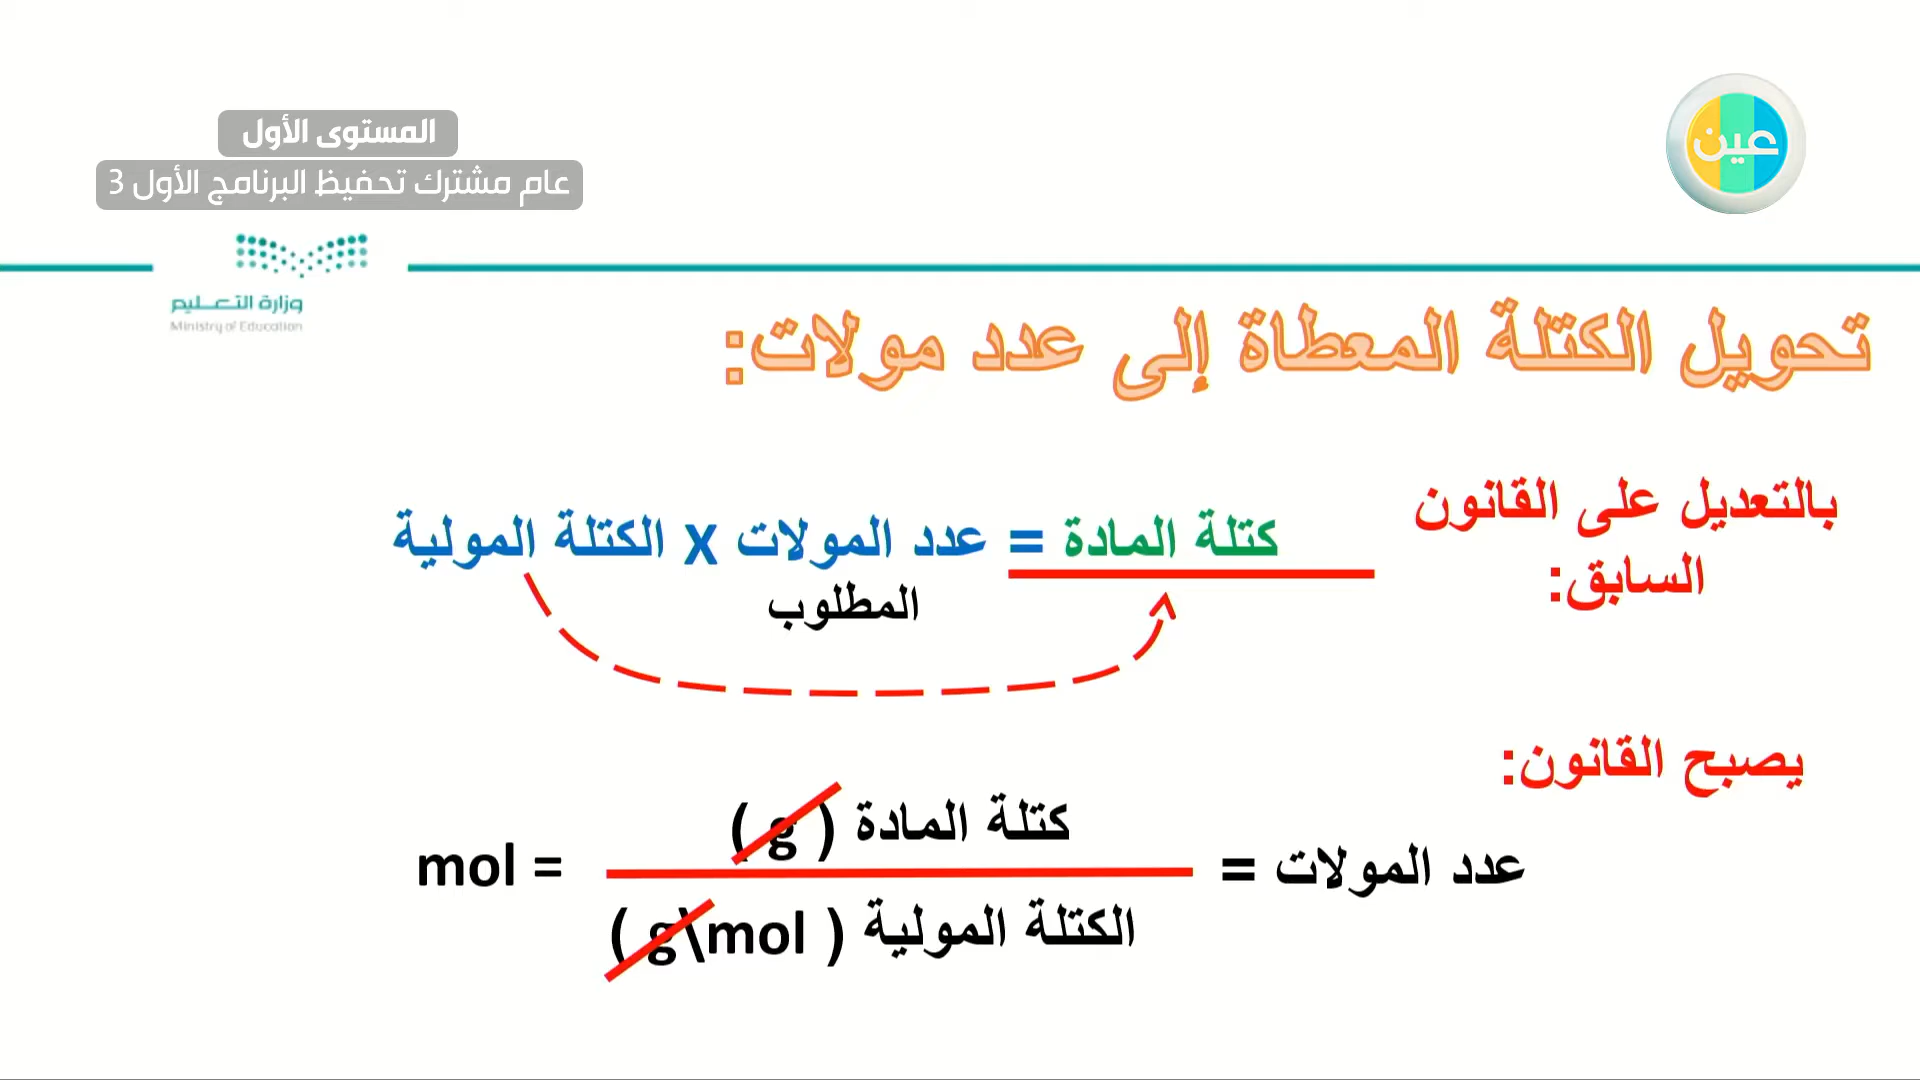 المستوى الأول
عام مشترك تحفيظ البرنامج الأول 3
عين
وزارة التعليم
Ministry of Education
تحويل الكتلة المعطاة إلى عدد مولات:
بالتعديل على القانون
السابق:
كتلة المادة = عدد المولات X الكتلة المولية
المطلوب
يصبح القانون:
كتلة المادة ( g )
عدد المولات =
mol =
الكتلة المولية ( g\mol )